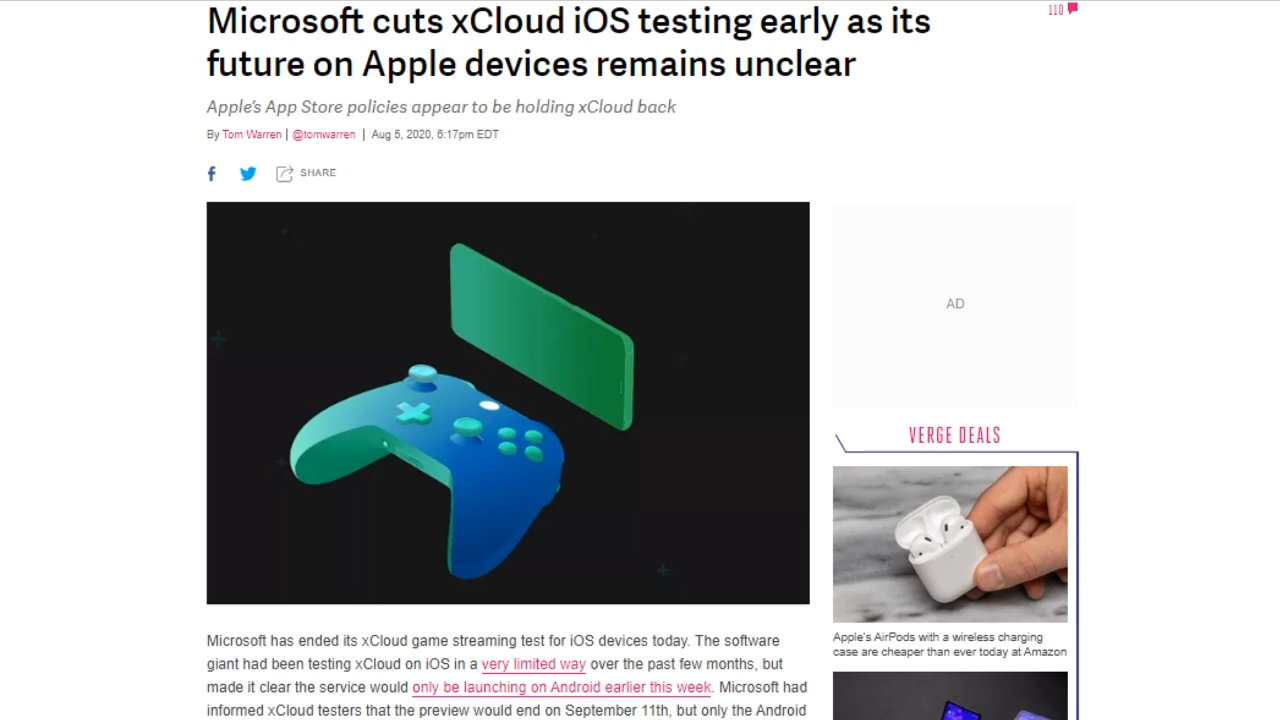 Microsoft cuts xCloud iOS testing early as its
future on Apple devices remains unclear
110
Apple's App Store policies appear to be holding xCloud back
By Tom Warren | @tomwarren | Aug 5, 2020, 6:17pm EDT
SHARE
AD
VERGE DEALS
Apple's AirPods with a wireless charging
case are cheaper than ever today at Amazon
Microsoft has ended its xCloud game streaming test for iOS devices today. The software
giant had been testing xCloud on iOS in a very limited way over the past few months, but
made it clear the service would only be launching on Android earlier this week. Microsoft had
informed xCloud testers that the preview would end on September 11th, but only the Android